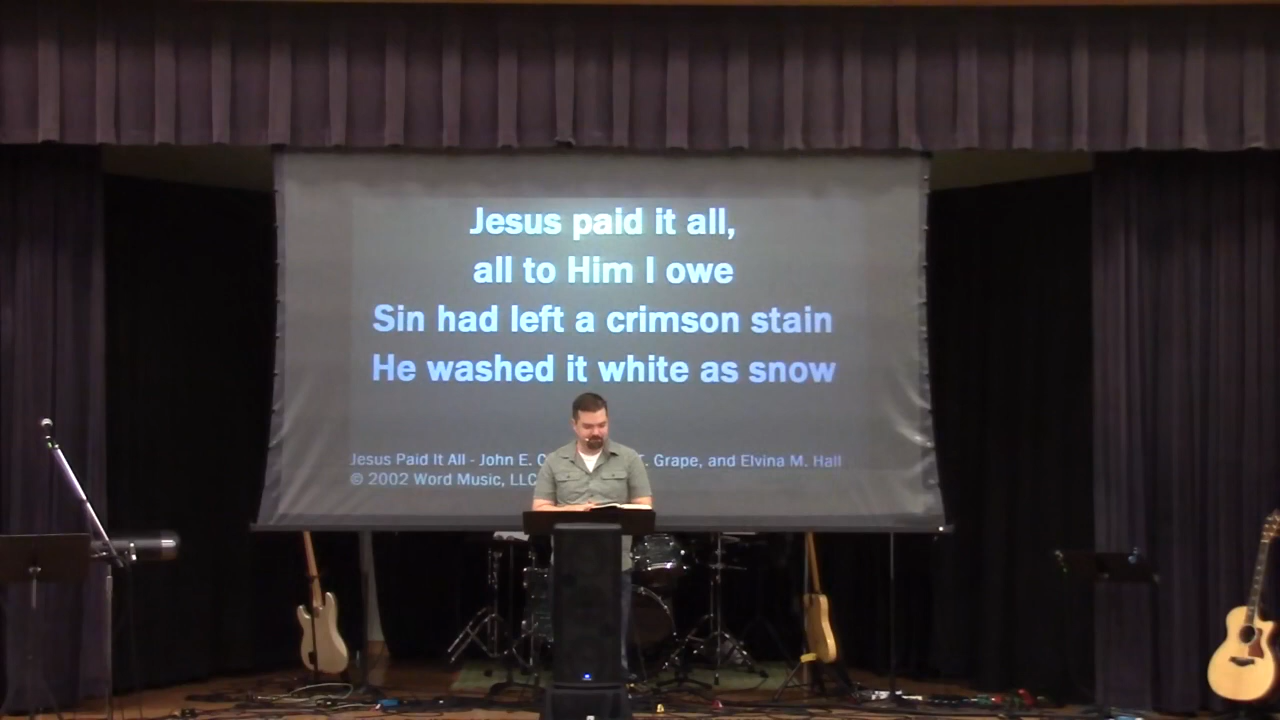 Jesus paid it all,
all to Him I owe
Sin had left a crimson stain
He washed it white as snow
Jesus Paid It All - John E. Grape, and Elvina M. Hall
© 2002 Word Music, LLC